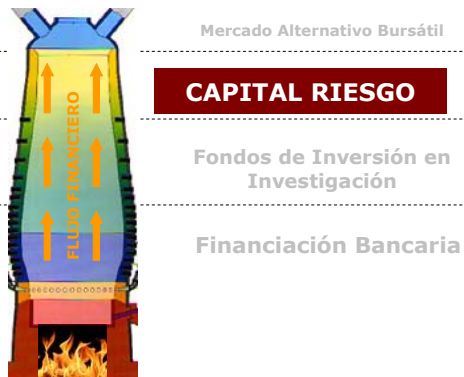 Mercado Alternativo Bursátil
CAPITAL RIESGO
FLUJO FINANCIERO
Fondos de Inversión en
Investigación
Financiación Bancaria